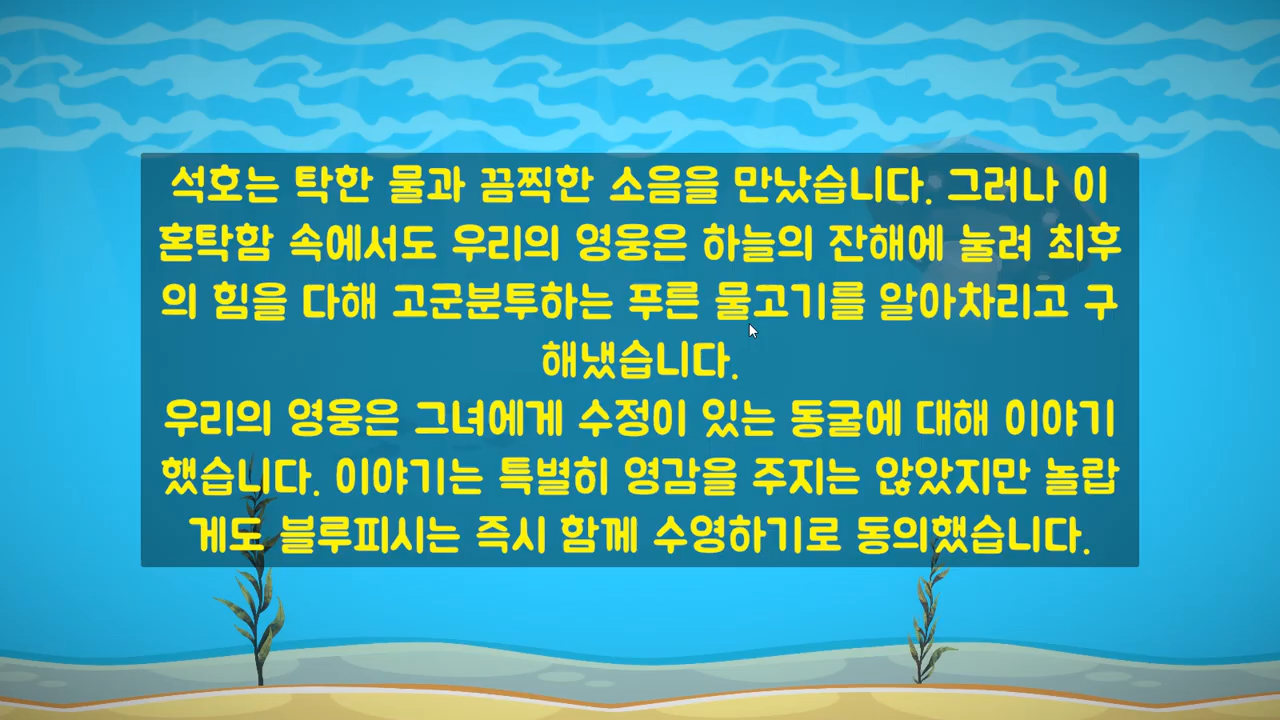 석호는 탁한 물과 끔찍한 소음을 만났습니다. 그러나 이
혼탁함 속에서도 우리의 영웅은 하늘의 잔해에 눌려 최후
의 힘을 다해 고군분투하는 푸른 물고기를 알아차리고 구
해냈습니다.
우리의 영웅은 그녀에게 수정이 있는 동굴에 대해 이야기
했습니다. 이야기는 특별히 영감을 주지는 않았지만 놀랍
게도 블루피시는 즉시 함께 수영하기로 동의했습니다.